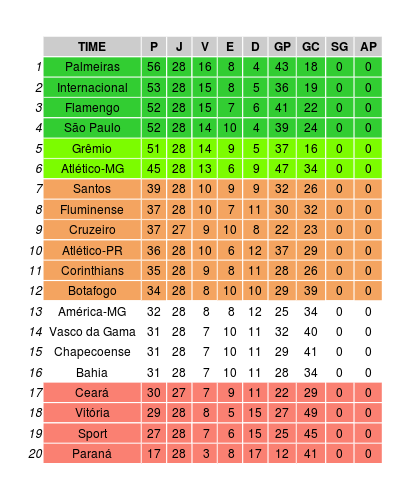 TIME P J V E D GP GC SG AP
1 Palmeiras 56 28 16 8 4 43 18 0 0
2 Internacional 53 28 15 8 5 36 19 0 0
3 Flamengo 52 28 15 7 6 41 22 0 0
4 São Paulo 52 28 14 10 4 39 24 0 0
5 Grêmio 51 28 14 9 5 37 16 0 0
6 Atlético-MG 45 28 13 6 9 47 34 0 0
7 Santos 39 28 10 9 9 32 26 0 0
8 Fluminense 37 28 10 7 11 30 32 0 0
9 Cruzeiro 37 27 9 10 8 22 23 0 0
10 Atlético-PR 36 28 10 6 12 37 29 0 0
11 Corinthians 35 28 9 8 11 28 26 0 0
12 Botafogo 34 28 8 10 10 29 39 0 0
13 América-MG 32 28 8 8 12 25 34 0 0
14 Vasco da Gama 31 28 7 10 11 32 40 0 0
15 Chapecoense 31 28 7 10 11 29 41 0 0
16 Bahia 31 28 7 10 11 28 34 0 0
17 Ceará 30 27 7 9 11 22 29 0 0
18 Vitória 29 28 8 5 15 27 49 0 0
19 Sport 27 28 7 6 15 25 45 0 0
20 Paraná 17 28 3 8 17 12 41 0 0